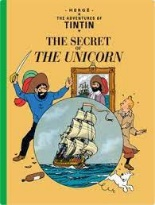 HERGÉ
THE ADVENTURES OF
TINTIN
THE SECRET
OF
THE UNICORN